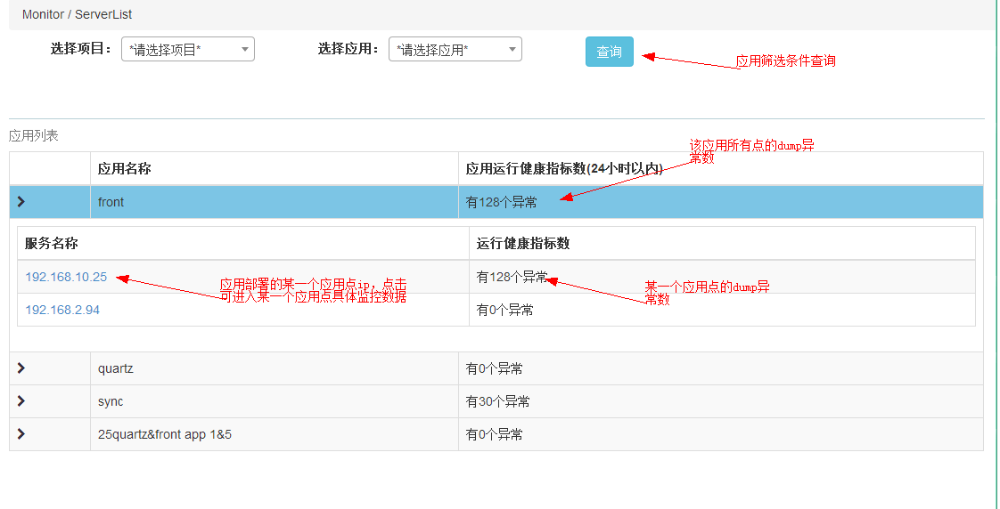 Monitor / ServerList
选择项目： *请选择项目* 选择应用： *请选择应用* 查询
应用筛选条件查询
应用列表
该应用所有点的dump异
常数
应用名称 应用运行健康指标数(24小时以内)
front 有128个异常
服务名称 运行健康指标数
192.168.10.25 有128个异常
应用部署的某一个应用点ip，点击
可进入某一个应用点具体监控数据
某一个应用点的dump异
常数
192.168.2.94 有0个异常
quartz 有0个异常
sync 有30个异常
25quartz&front app 1&5 有0个异常